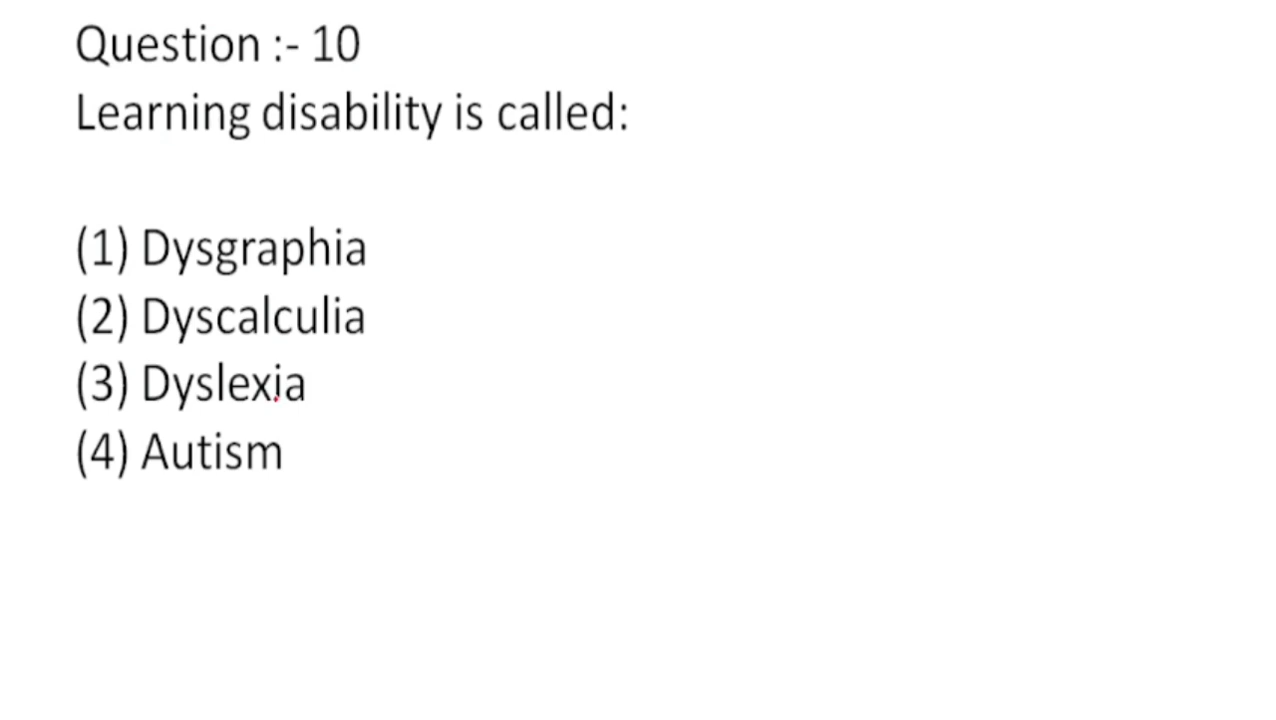 Question :- 10
Learning disability is called:
(1) Dysgraphia
(2) Dyscalculia
(3) Dyslexia
(4) Autism